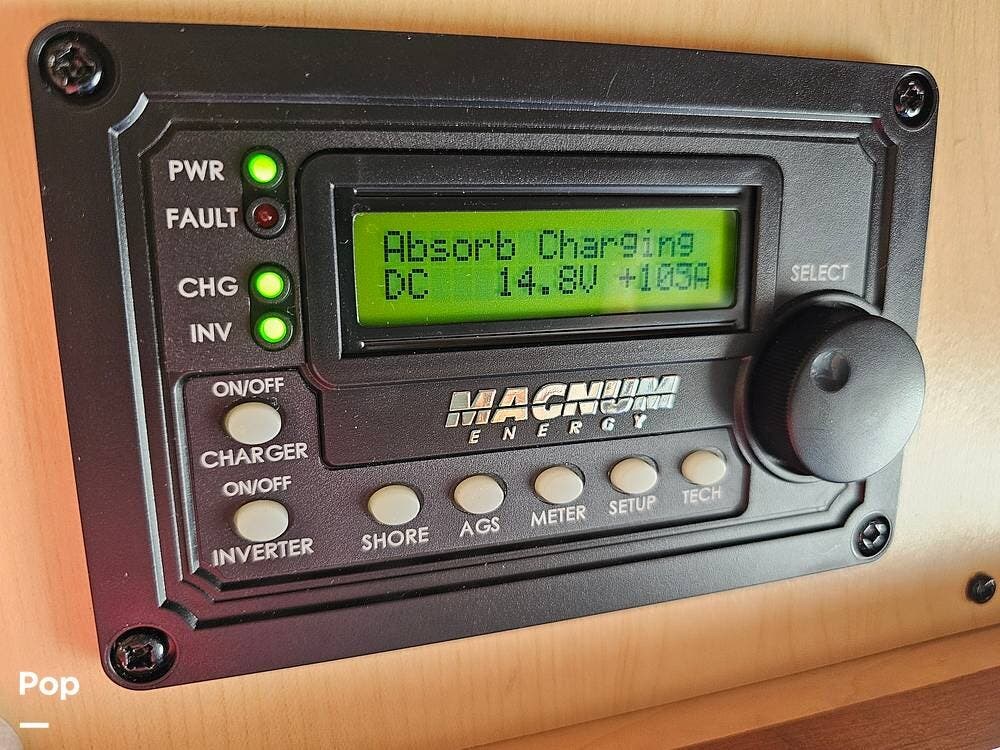 PWR
FAULT
CHG
INV
Absorb Charging
DC 14.8V +103A
SELECT
ON/OFF
CHARGER
ON/OFF
INVERTER
MAGNUM
ENERGY
SHORE
AGS
METER
SETUP
TECH
Pop